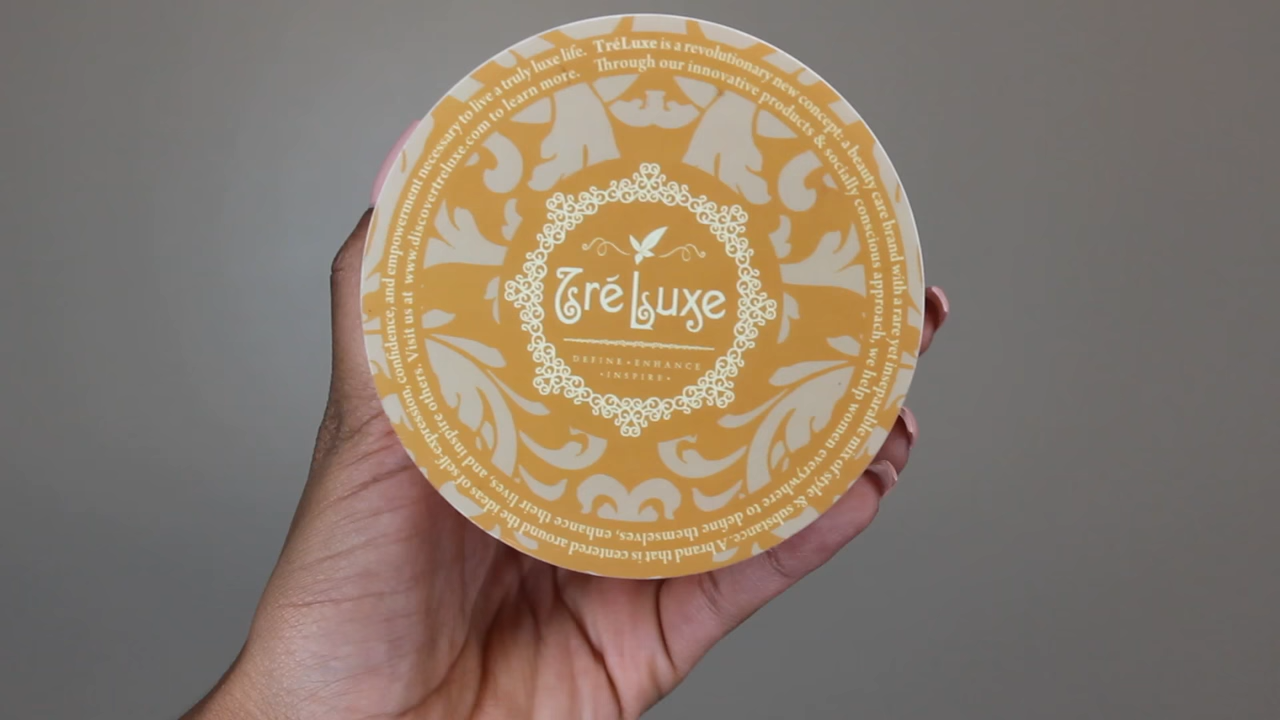 TréLuxe is a revolutionary new concept: a beauty care brand with a rare yet inseparable mix of style & substance. A brand that is centered around the ideas of self-expression, confidence, and empowerment necessary to live a truly luxe life.
Through our innovative products & socially conscious approach, we help women everywhere to define themselves, enhance their lives, and inspire others. Visit us at www.discovertreluxe.com to learn more.
Tré Luxe
DEFINE • ENHANCE
• INSPIRE •